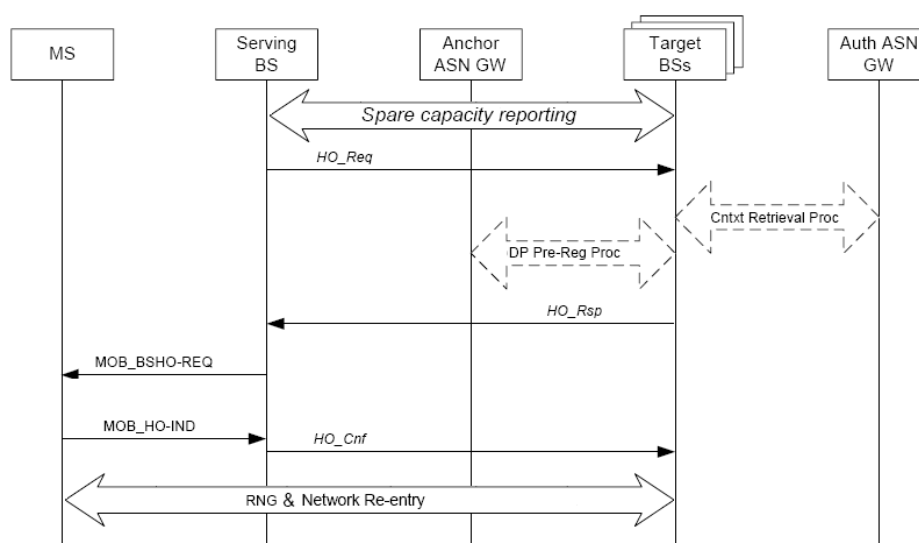 MS
Serving
BS
Anchor
ASN GW
Target
BSs
Auth ASN
GW
Spare capacity reporting
HO_Req
Cntxt Retrieval Proc
DP Pre-Reg Proc
HO_Rsp
MOB_BSHO-REQ
MOB_HO-IND
HO_Cnf
RNG & Network Re-entry